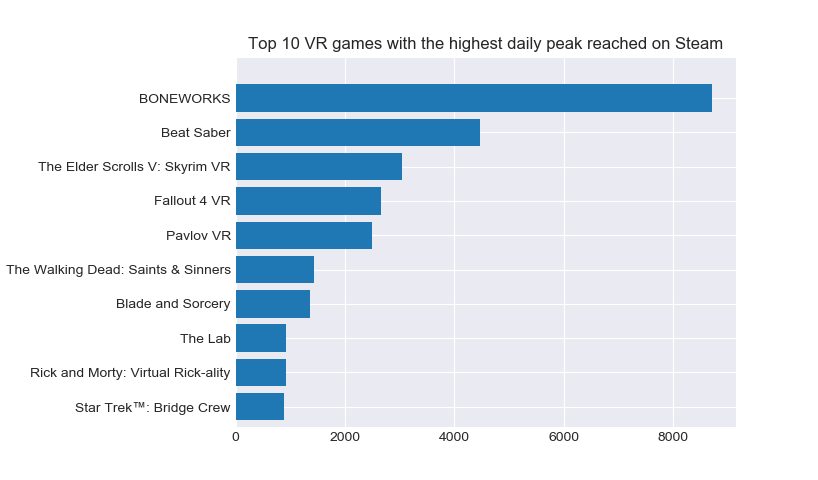 Top 10 VR games with the highest daily peak reached on Steam
BONEWORKS
Beat Saber
The Elder Scrolls V: Skyrim VR
Fallout 4 VR
Pavlov VR
The Walking Dead: Saints & Sinners
Blade and Sorcery
The Lab
Rick and Morty: Virtual Rick-ality
Star Trek™: Bridge Crew
0 2000 4000 6000 8000